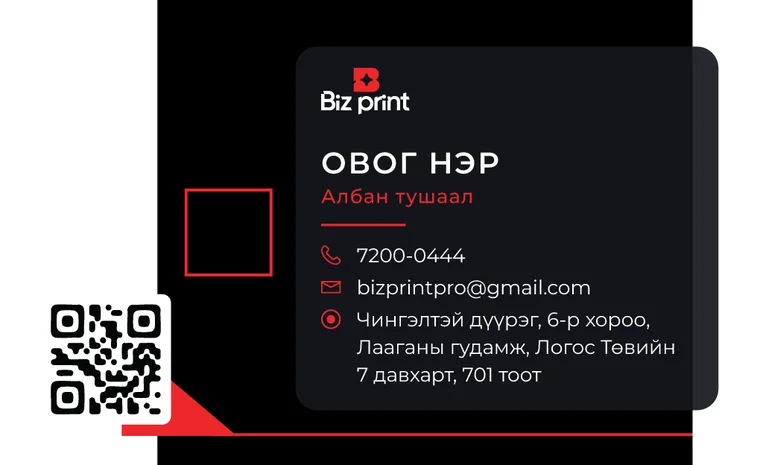 Biz print
ОВОГ НЭР
Албан тушаал
7200-0444
bizprintpro@gmail.com
Чингэлтэй дүүрэг, 6-р хороо,
Лааганы гудамж, Логос Төвийн
7 давхарт, 701 тоот